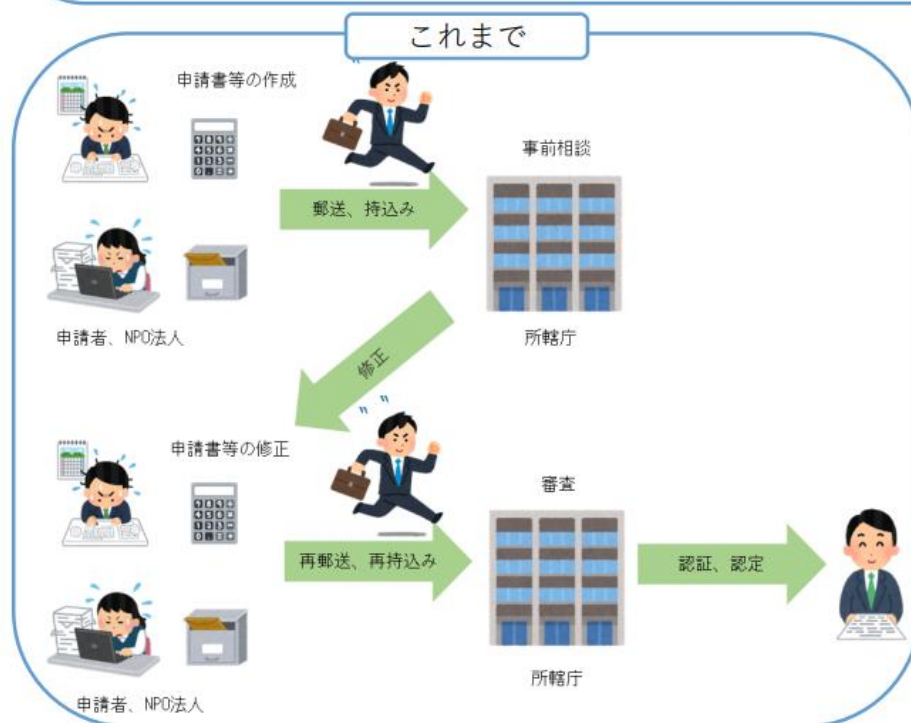 これまで
申請書等の作成
事前相談
郵送、持込み
申請者、NPO法人
所轄庁
修正
申請書等の修正
審査
再郵送、再持込み
認証、認定
所轄庁
申請者、NPO法人